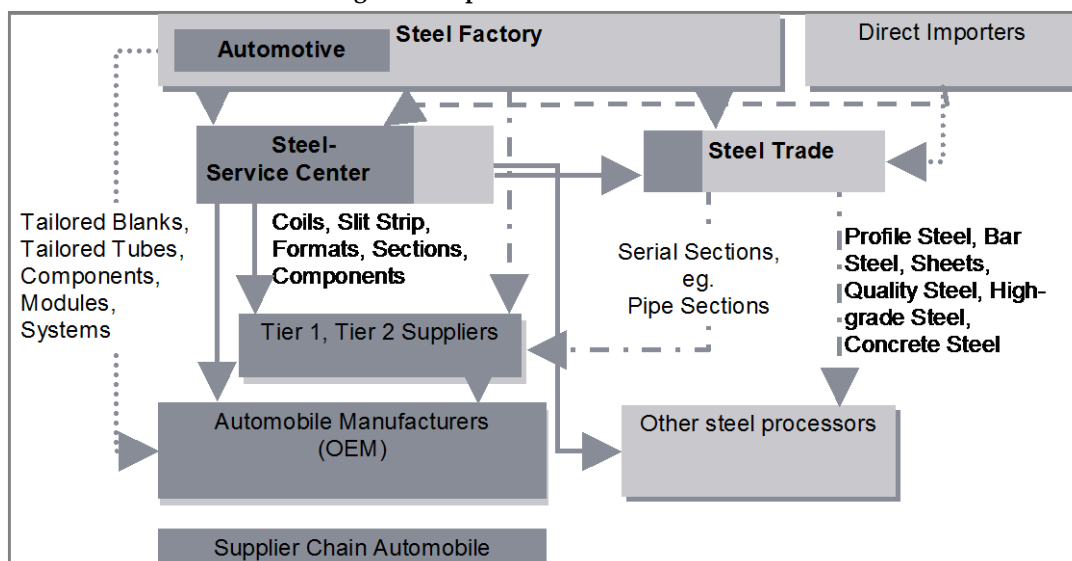 Steel Factory
Automotive
Direct Importers
Steel-
Service Center
Steel Trade
Tailored Blanks,
Tailored Tubes,
Components,
Modules,
Systems
Coils, Slit Strip,
Formats, Sections,
Components
Serial Sections,
eg.
Pipe Sections
Profile Steel, Bar
Steel, Sheets,
Quality Steel, High-
grade Steel,
Concrete Steel
Tier 1, Tier 2 Suppliers
Automobile Manufacturers
(OEM)
Other steel processors
Supplier Chain Automobile